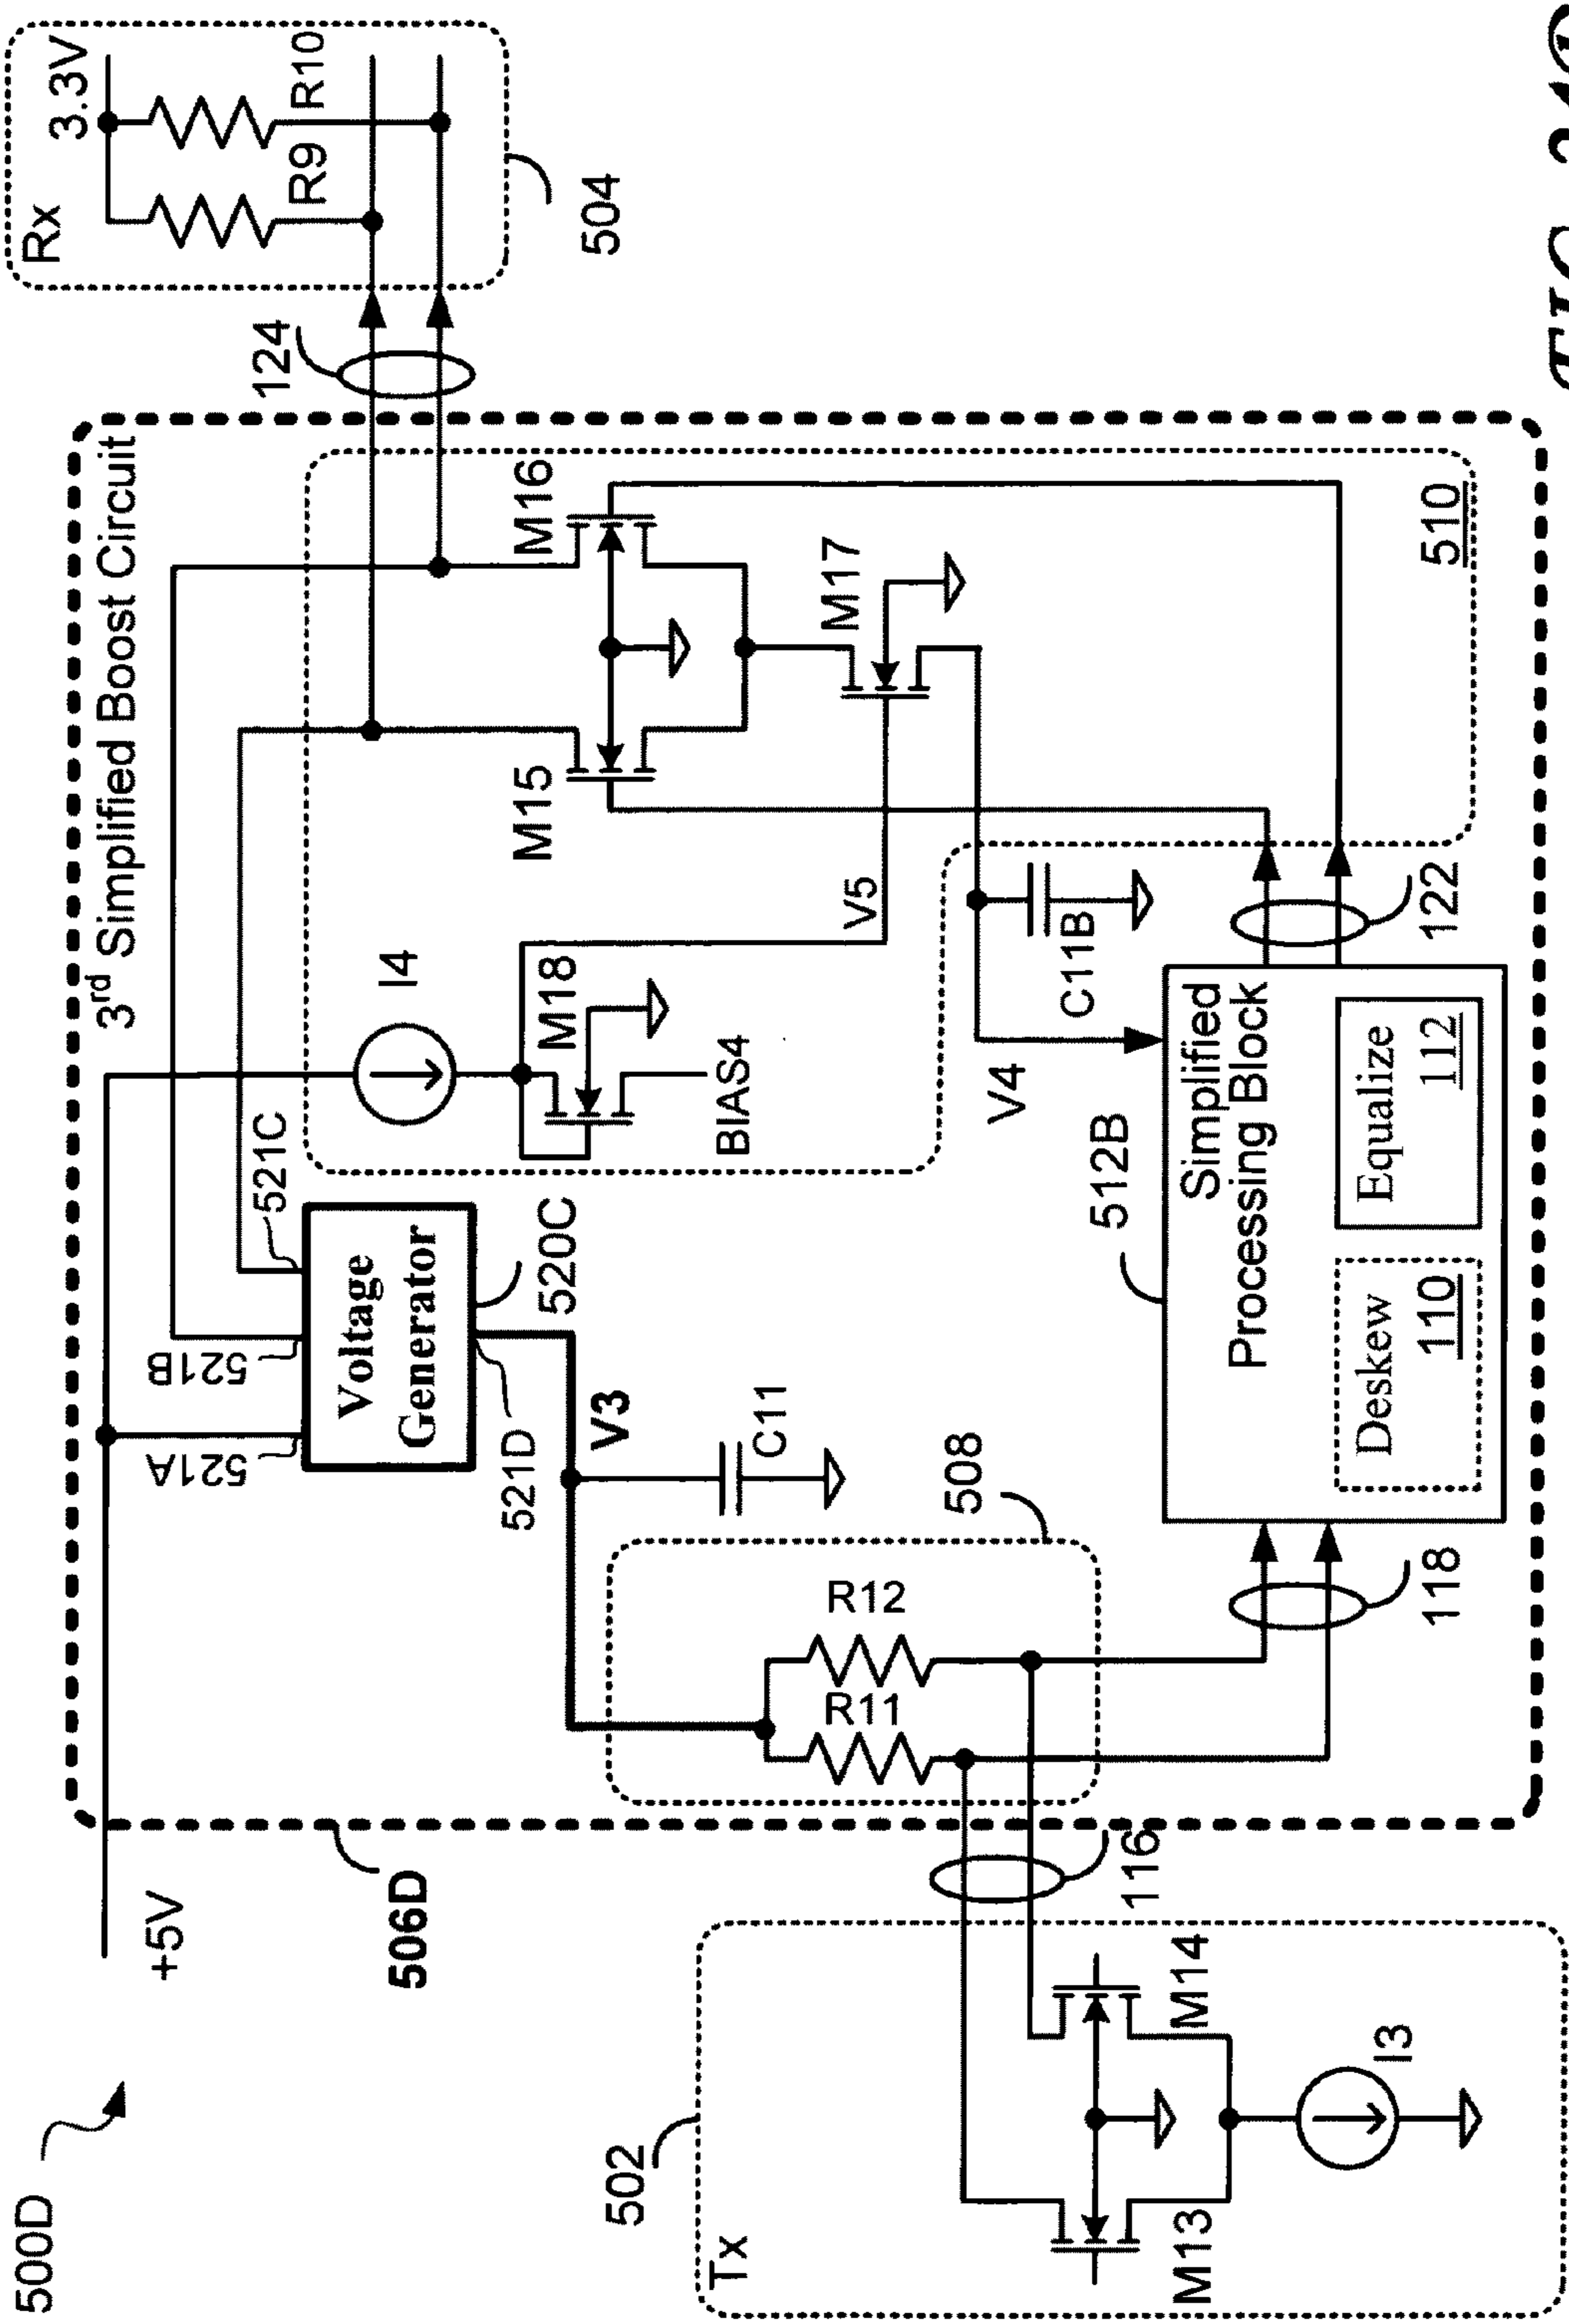 500D
+5V
506D
3rd Simplified Boost Circuit
521A
521B
521C
Voltage
Generator
520C
521D
V3
C11
508
R11
R12
I4
M18
BIAS4
V5
M15
M16
M17
510
V4
C11B
512B
Simplified
Processing Block
Deskew
110
Equalize
112
118
122
124
Rx
3.3V
R9
R10
504
502
Tx
M13
M14
I3
116